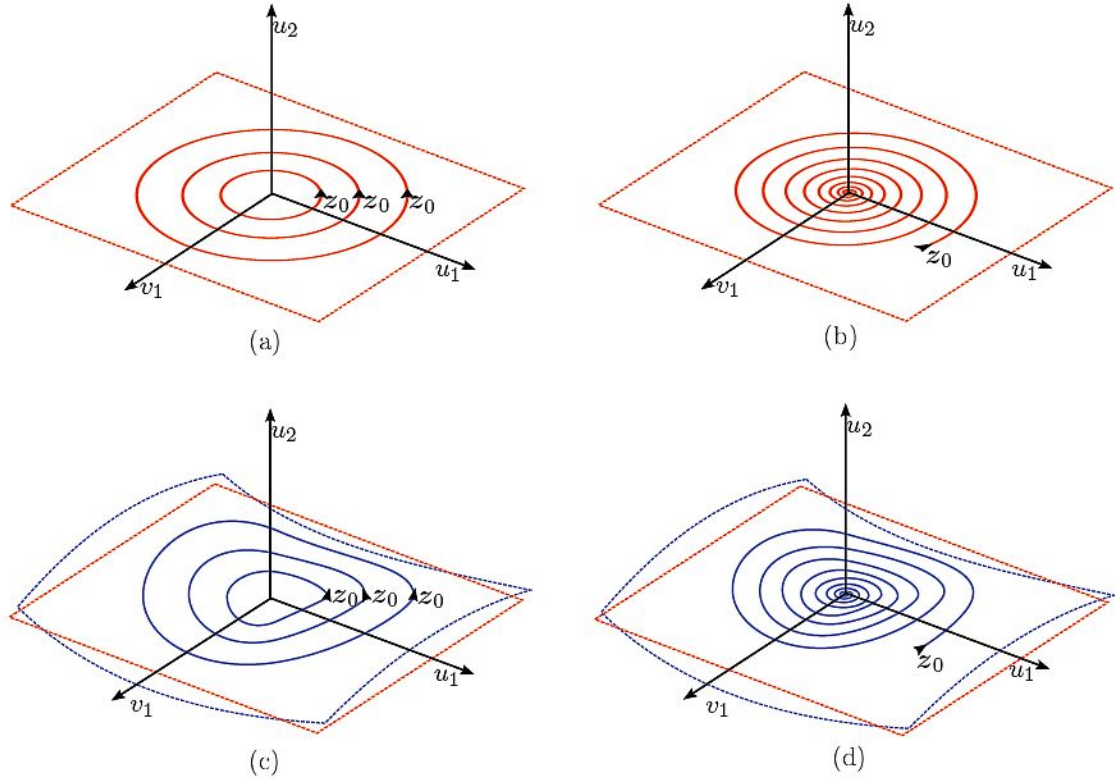 u₂
z₀ z₀ z₀
v₁ u₁
(a)
u₂
z₀
v₁ u₁
(b)
u₂
z₀ z₀ z₀
v₁ u₁
(c)
u₂
z₀
v₁ u₁
(d)